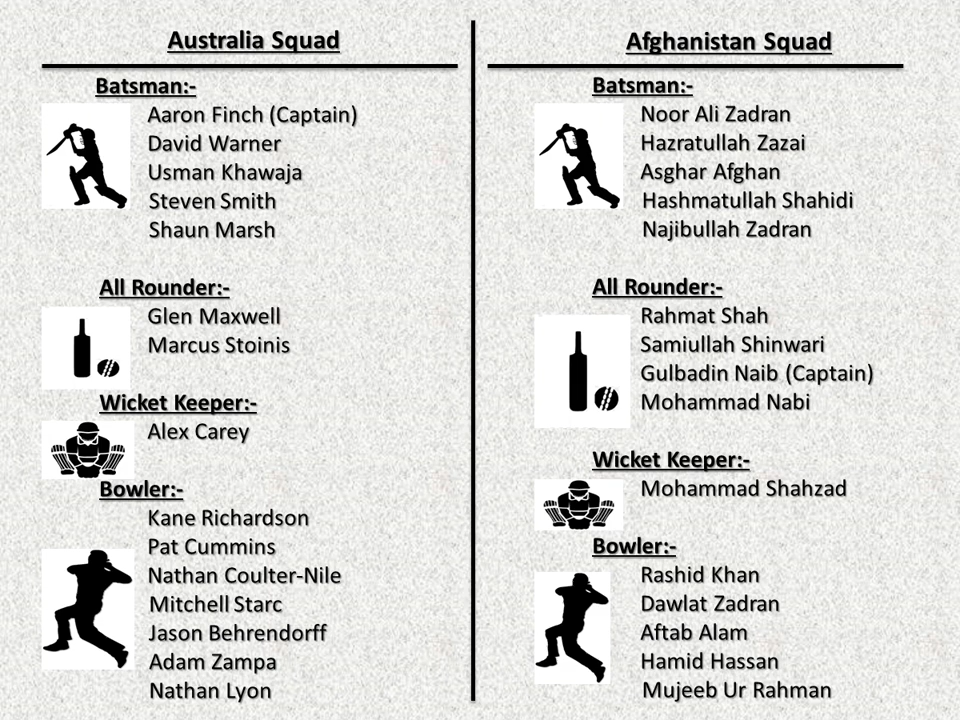 Australia Squad
Batsman:-
Aaron Finch (Captain)
David Warner
Usman Khawaja
Steven Smith
Shaun Marsh
All Rounder:-
Glen Maxwell
Marcus Stoinis
Wicket Keeper:-
Alex Carey
Bowler:-
Kane Richardson
Pat Cummins
Nathan Coulter-Nile
Mitchell Starc
Jason Behrendorff
Adam Zampa
Nathan Lyon
Afghanistan Squad
Batsman:-
Noor Ali Zadran
Hazratullah Zazai
Asghar Afghan
Hashmatullah Shahidi
Najibullah Zadran
All Rounder:-
Rahmat Shah
Samiullah Shinwari
Gulbadin Naib (Captain)
Mohammad Nabi
Wicket Keeper:-
Mohammad Shahzad
Bowler:-
Rashid Khan
Dawlat Zadran
Aftab Alam
Hamid Hassan
Mujeeb Ur Rahman